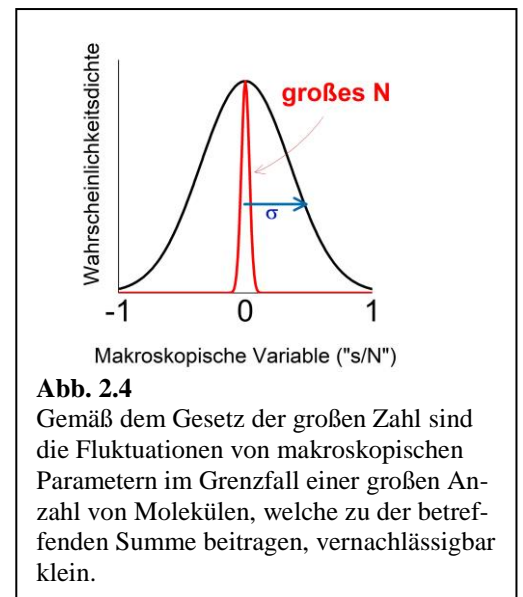 Wahrscheinlichkeitsdichte
großes N
σ
-1 0 1
Makroskopische Variable ("s/N")
Abb. 2.4
Gemäß dem Gesetz der großen Zahl sind
die Fluktuationen von makroskopischen
Parametern im Grenzfall einer großen An-
zahl von Molekülen, welche zu der betref-
fenden Summe beitragen, vernachlässigbar
klein.